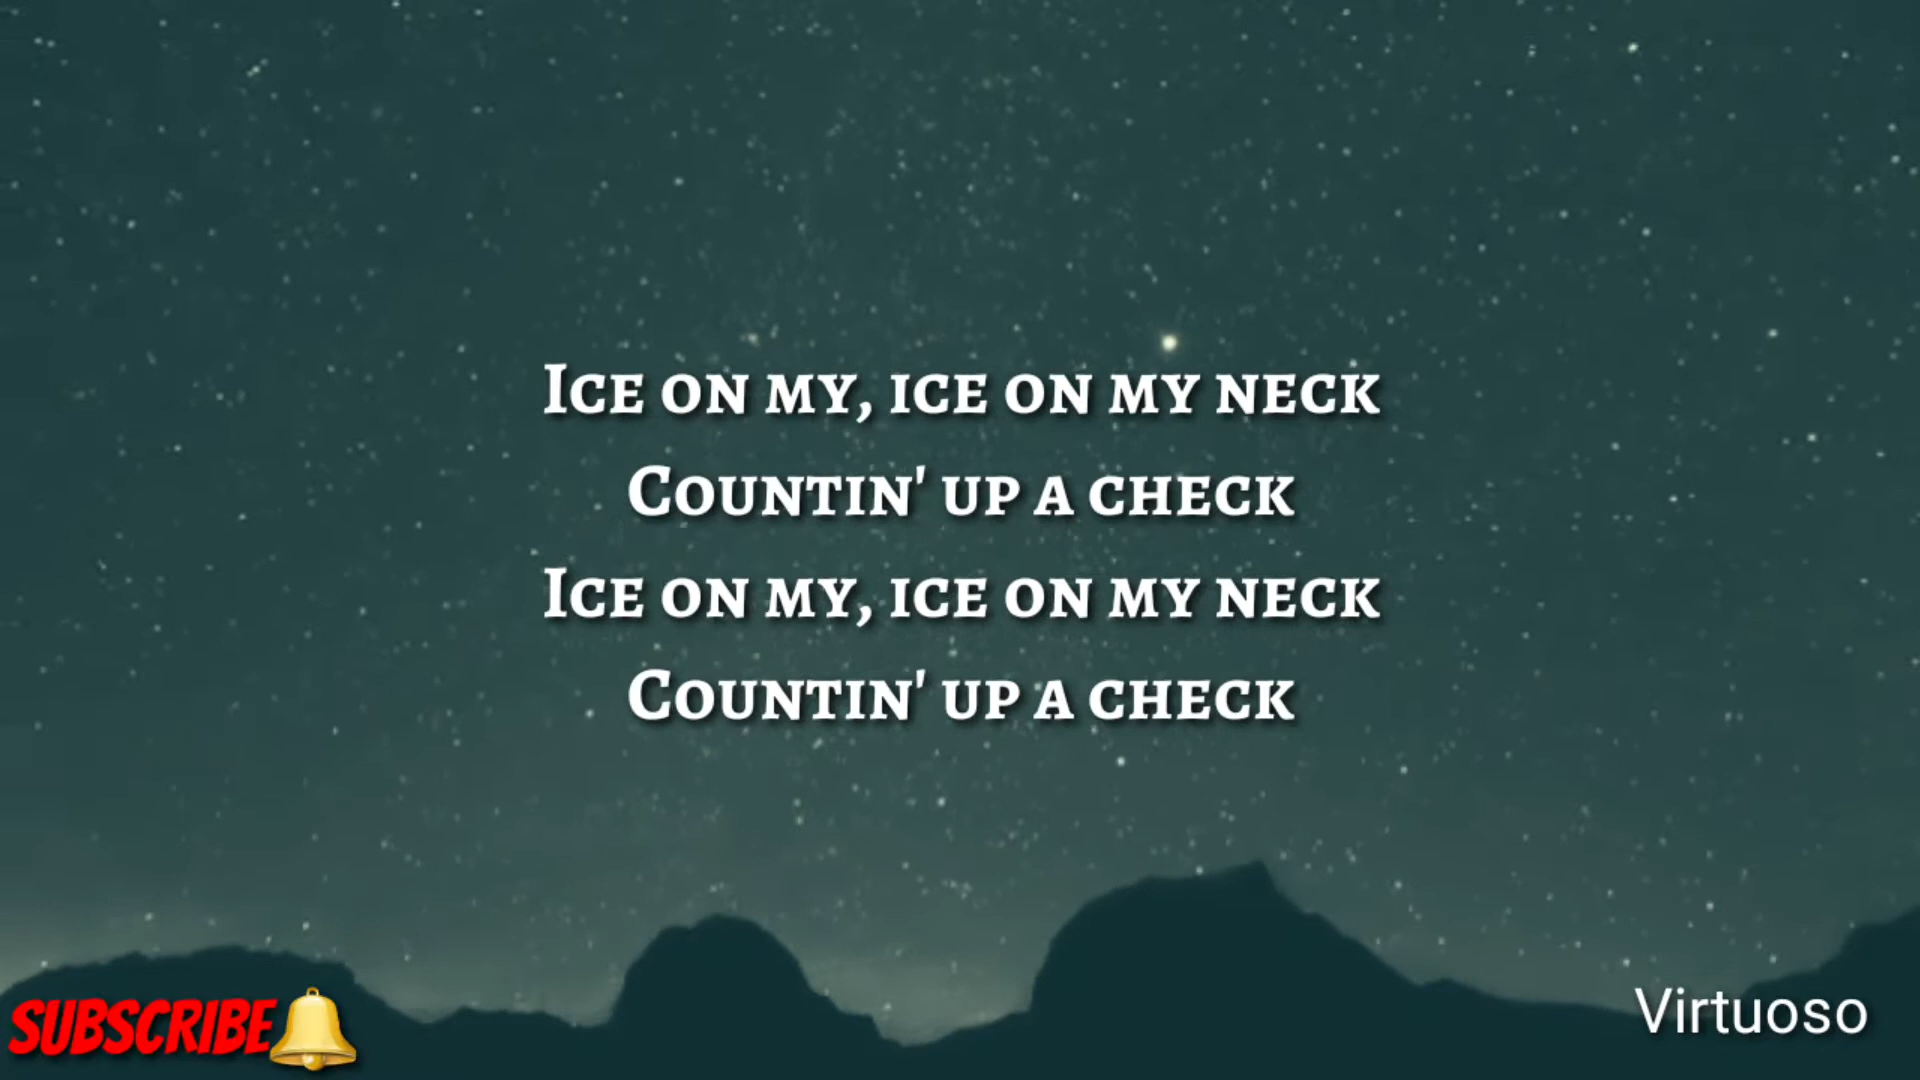 Ice on my, ice on my neck
Countin' up a check
Ice on my, ice on my neck
Countin' up a check
SUBSCRIBE
Virtuoso